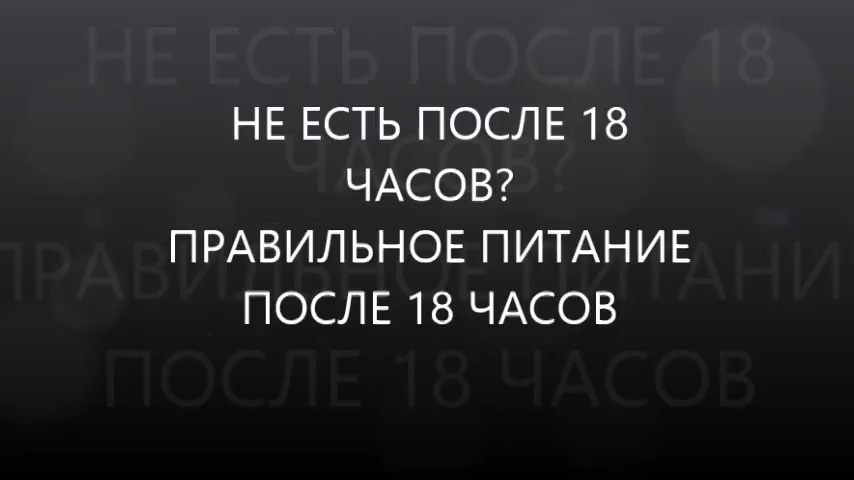 НЕ ЕСТЬ ПОСЛЕ 18
ЧАСОВ?
ПРАВИЛЬНОЕ ПИТАНИЕ
ПОСЛЕ 18 ЧАСОВ